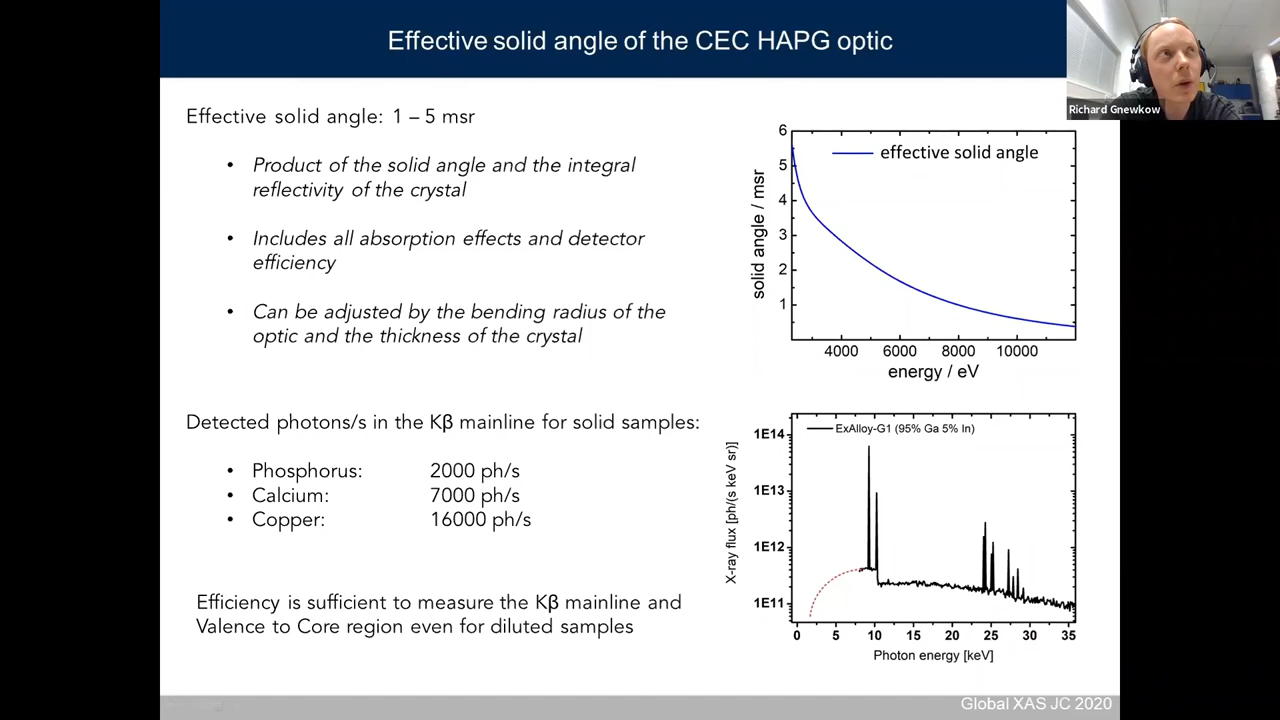 Effective solid angle of the CEC HAPG optic
Richard Gnewkow
Effective solid angle: 1 – 5 msr
• Product of the solid angle and the integral
reflectivity of the crystal
• Includes all absorption effects and detector
efficiency
• Can be adjusted by the bending radius of the
optic and the thickness of the crystal
effective solid angle
solid angle / msr
6
5
4
3
2
1
4000 6000 8000 10000
energy / eV
Detected photons/s in the Kβ mainline for solid samples:
• Phosphorus: 2000 ph/s
• Calcium: 7000 ph/s
• Copper: 16000 ph/s
Efficiency is sufficient to measure the Kβ mainline and
Valence to Core region even for diluted samples
ExAlloy-G1 (95% Ga 5% In)
X-ray flux [ph/(s keV sr)]
1E14
1E13
1E12
1E11
0 5 10 15 20 25 30 35
Photon energy [keV]
Global XAS JC 2020